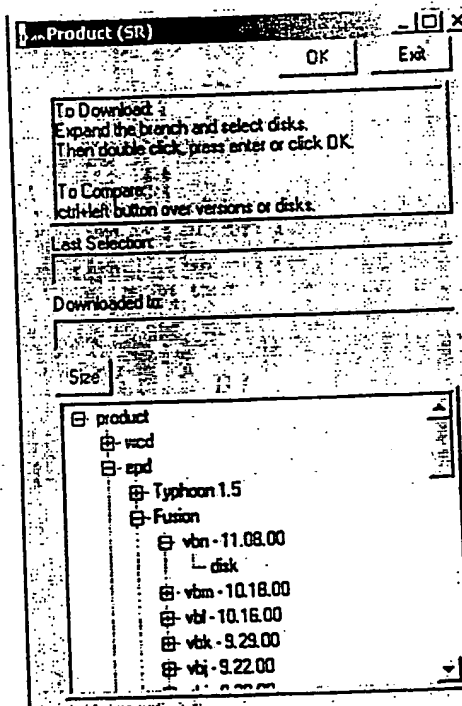 Product (SR)
OK Exit
To Download:
Expand the branch and select disks.
Then double click, press enter or click OK.
To Compare:
ctrl+left button over versions or disks.
Last Selection:
Downloaded to:
Size
product
epd
Typhoon 1.5
Fusion
vbn - 11.08.00
disk
vbm - 10.18.00
vbl - 10.16.00
vbk - 9.29.00
vbj - 9.22.00